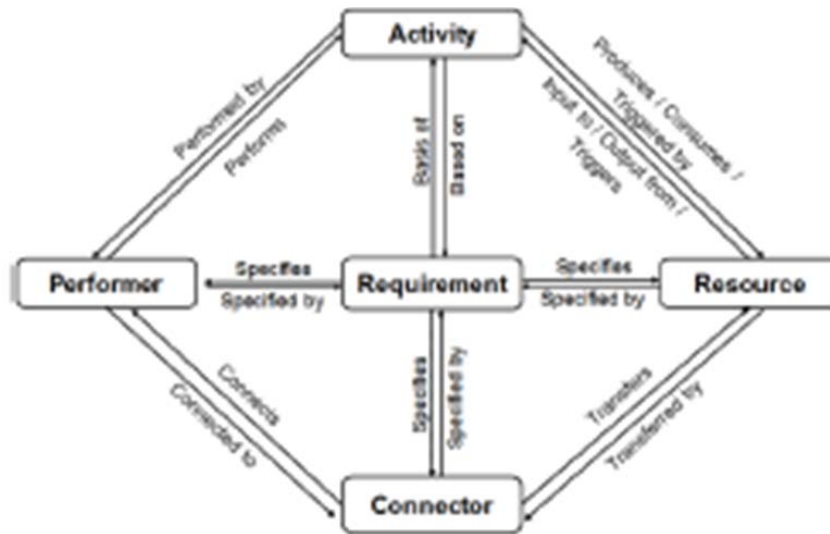 Activity
Performed by
Performs
Basis of
Based on
Produces / Consumes /
Triggered by
Input to / Output from /
Triggers
Performer
Specifies
Specified by
Requirement
Specifies
Specified by
Resource
Connects
Connected to
Specifies
Specified by
Transfers
Transferred by
Connector